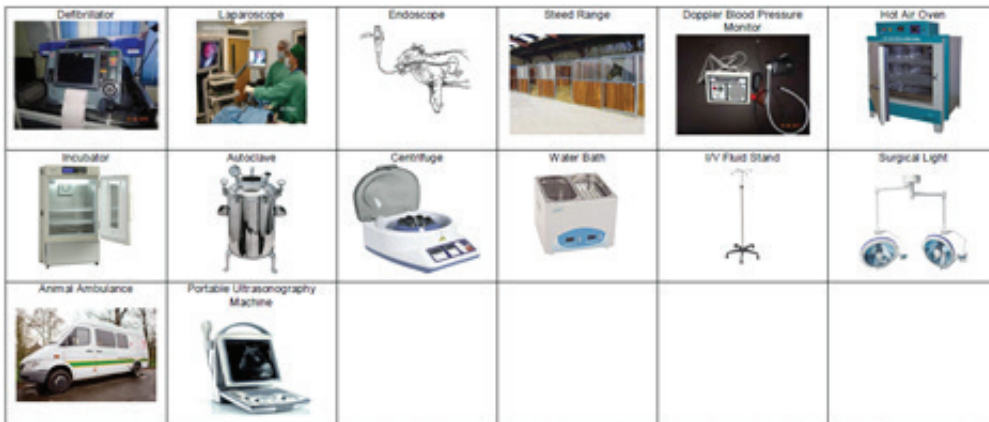 Defibrillator
Laparoscope
Endoscope
Steed Range
Doppler Blood Pressure
Monitor
Hot Air Oven
Incubator
Autoclave
Centrifuge
Water Bath
I/V Fluid Stand
Surgical Light
Animal Ambulance
Portable Ultrasonography
Machine